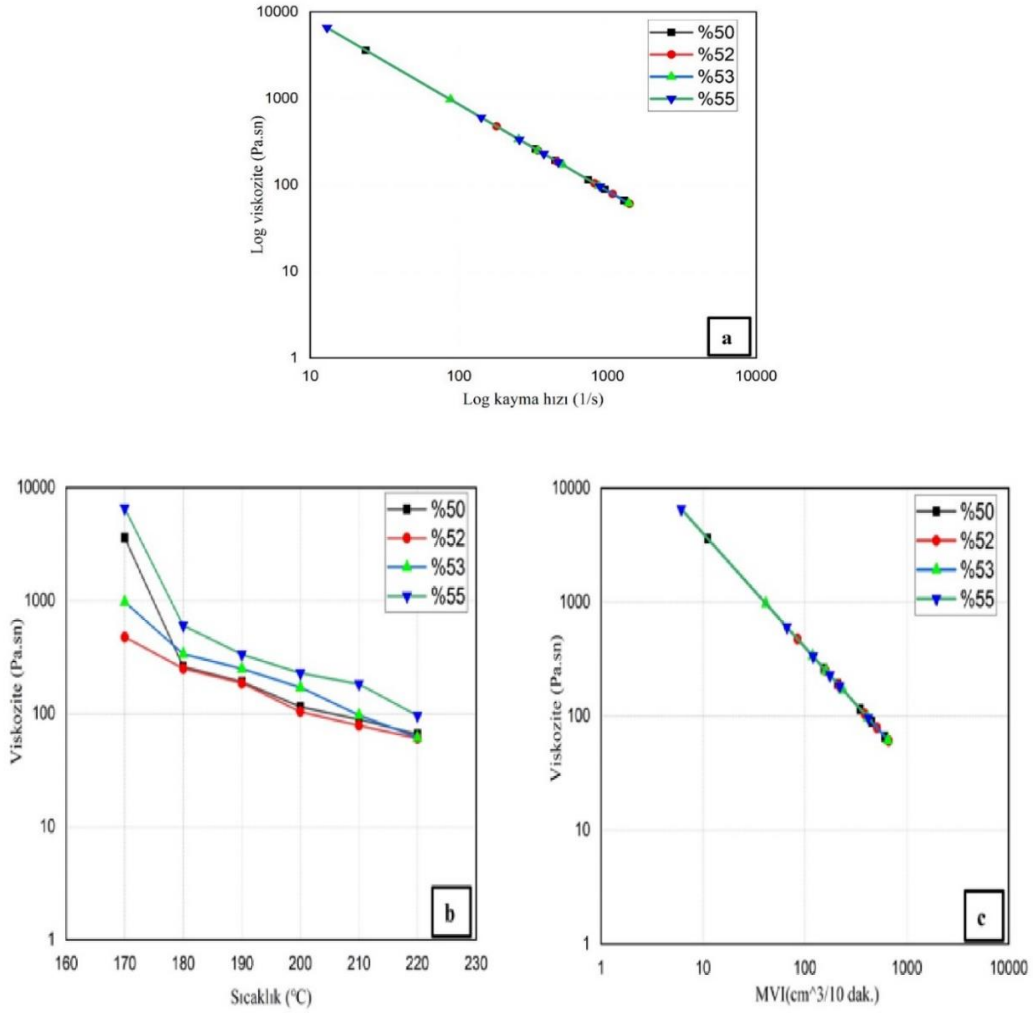 10000
1000
100
10
1
Log viskozite (Pa.sn)
%50
%52
%53
%55
a
10 100 1000 10000
Log kayma hızı (1/s)
10000
1000
100
10
1
Viskozite (Pa.sn)
%50
%52
%53
%55
b
160 170 180 190 200 210 220 230
Sıcaklık (°C)
10000
1000
100
10
1
Viskozite (Pa.sn)
%50
%52
%53
%55
c
1 10 100 1000 10000
MVI(cm^3/10 dak.)